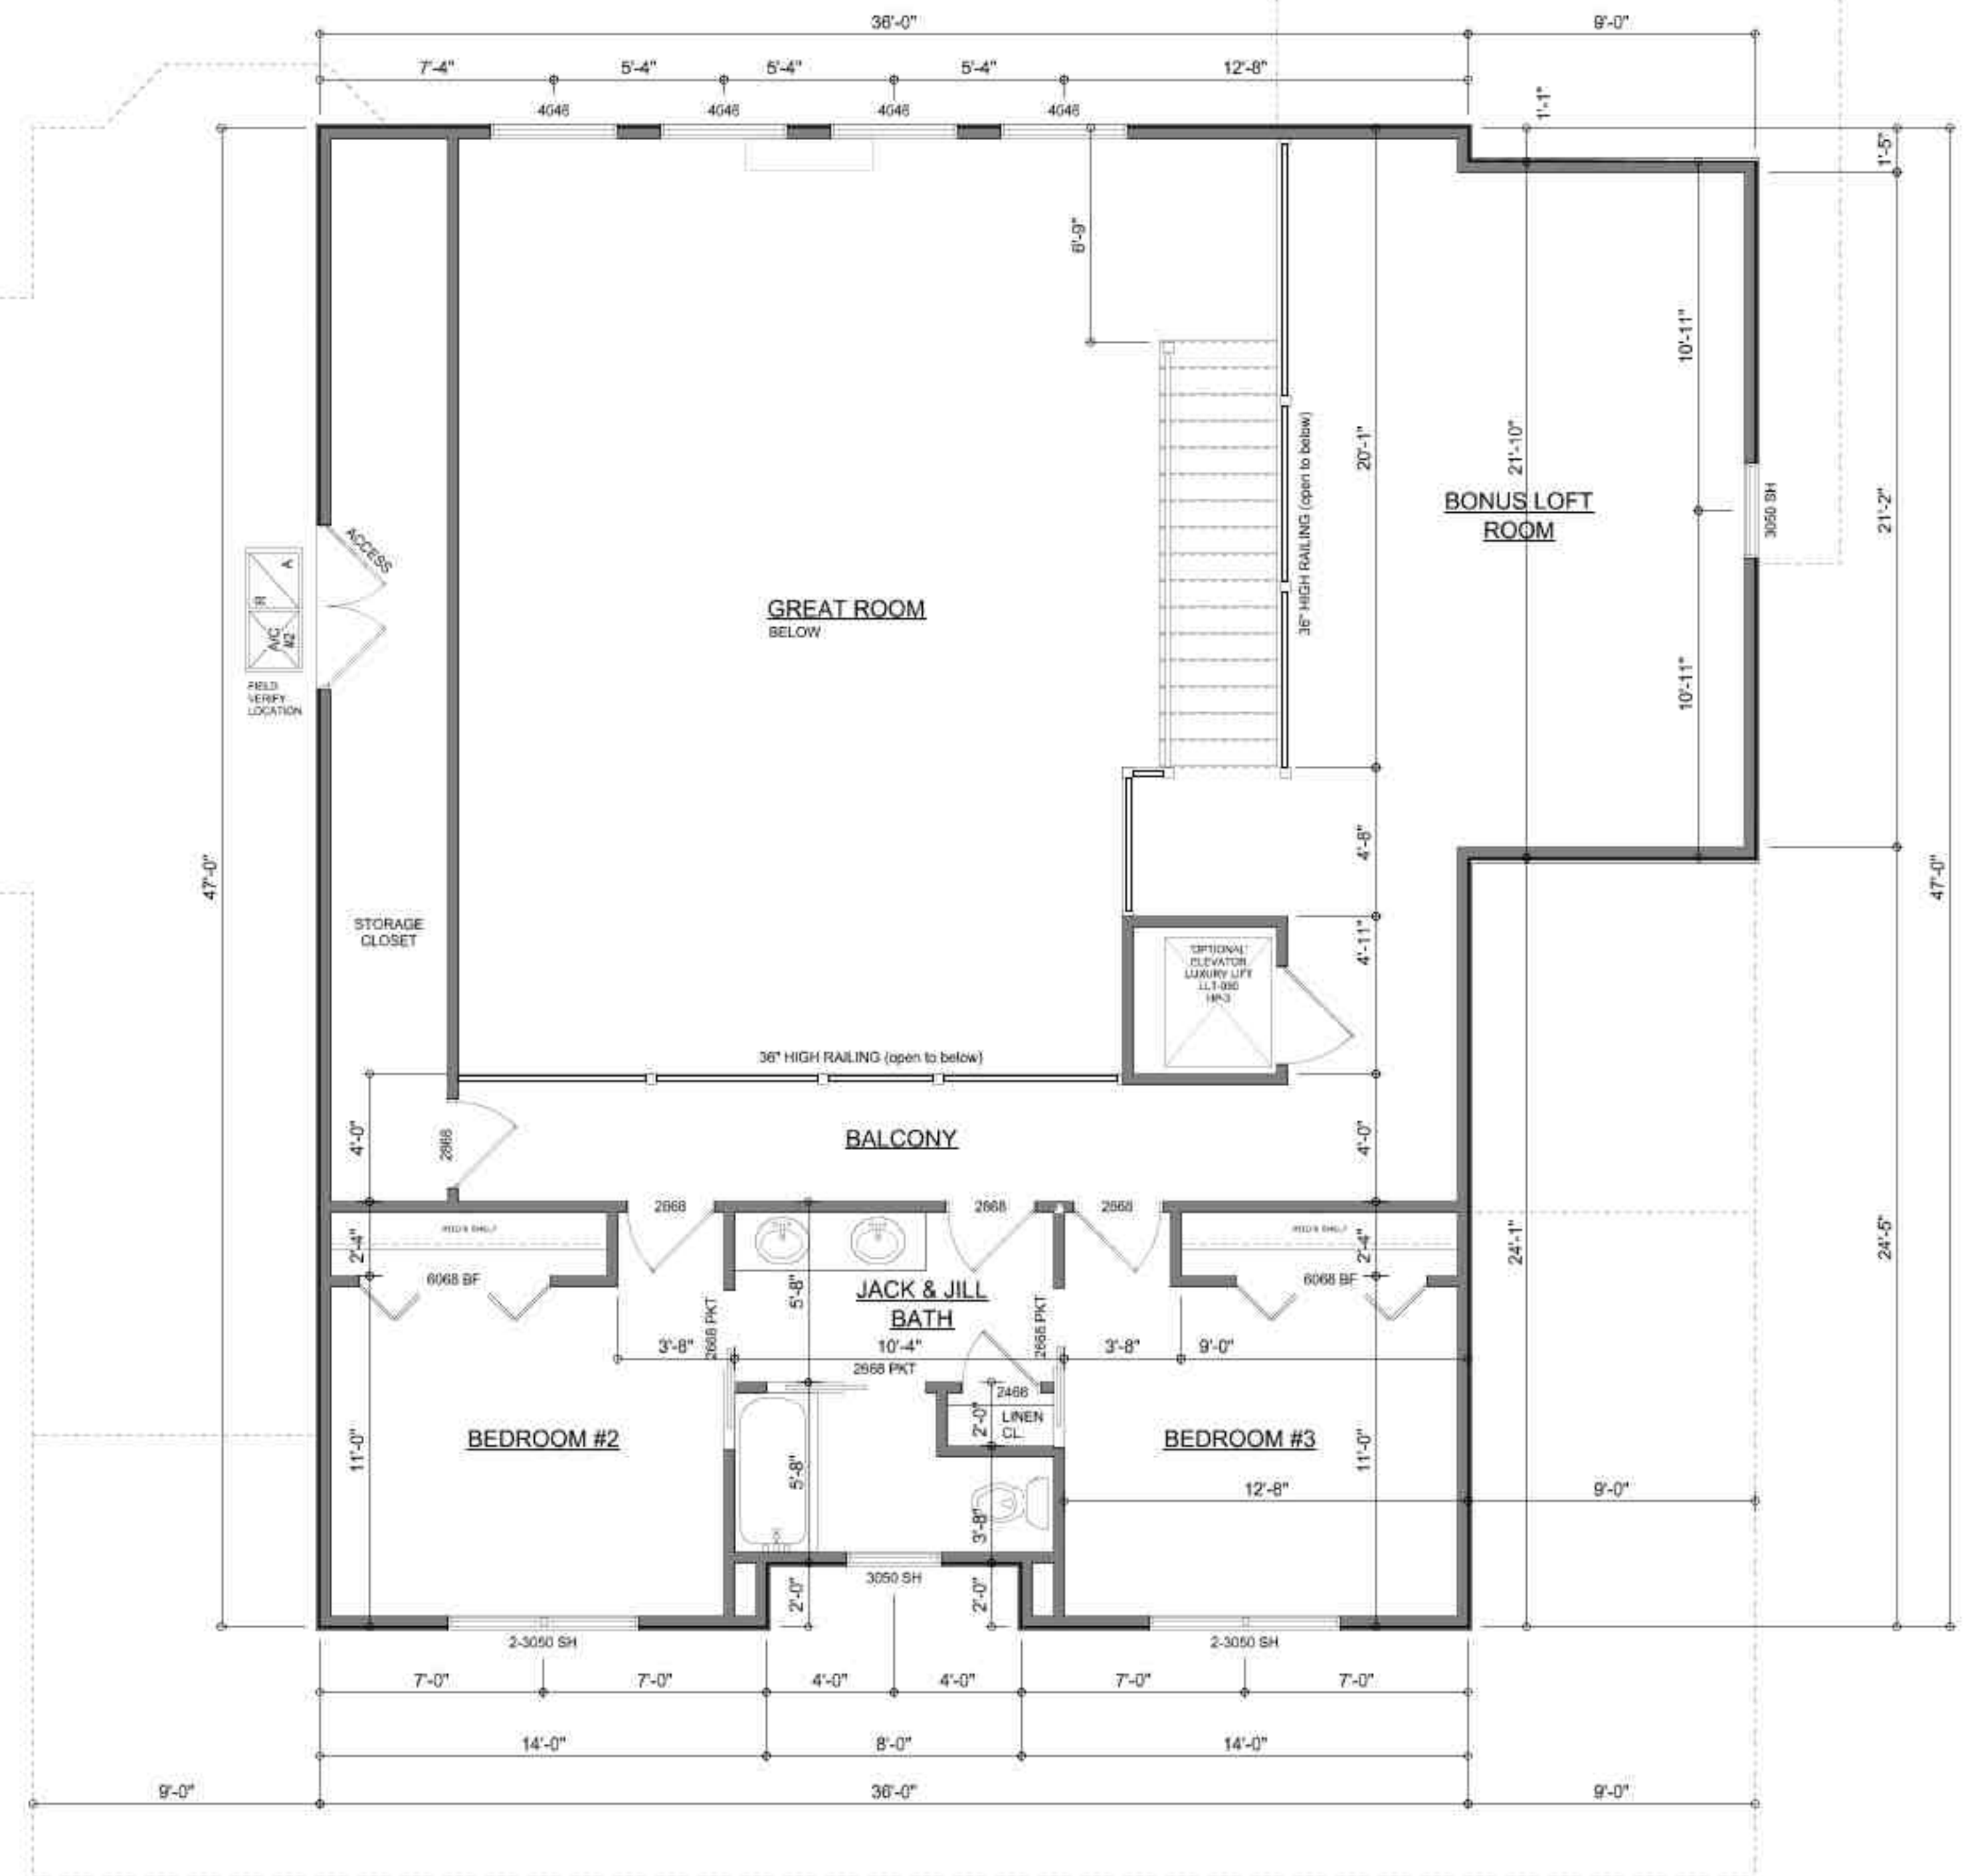 36'-0"
9'-0"
7'-4"
5'-4"
5'-4"
5'-4"
12'-8"
1'-1"
4046
4046
4046
4046
1'-5"
6'-9"
10'-11"
20'-1"
21'-10"
36" HIGH RAILING (open to below)
BONUS LOFT
ROOM
3050 SH
21'-2"
ACCESS
A
R
A/C
#2
FIELD
VERIFY
LOCATION
GREAT ROOM
BELOW
10'-11"
47'-0"
4'-8"
47'-0"
STORAGE
CLOSET
4'-11"
OPTIONAL
ELEVATOR
LUXURY LIFT
36" HIGH RAILING (open to below)
4'-0"
2868
BALCONY
4'-0"
2668
2668
2668
2'-4"
6068 BF
5'-8"
JACK & JILL
BATH
2'-4"
6068 BF
24'-1"
24'-5"
3'-8"
2668 PKT
10'-4"
2668 PKT
2668 PKT
3'-8"
9'-0"
2468
LINEN
CL.
2'-0"
11'-0"
BEDROOM #2
5'-8"
BEDROOM #3
11'-0"
12'-8"
9'-0"
3'-8"
3050 SH
2'-0"
2'-0"
2-3050 SH
2-3050 SH
7'-0"
7'-0"
4'-0"
4'-0"
7'-0"
7'-0"
14'-0"
8'-0"
14'-0"
9'-0"
36'-0"
9'-0"